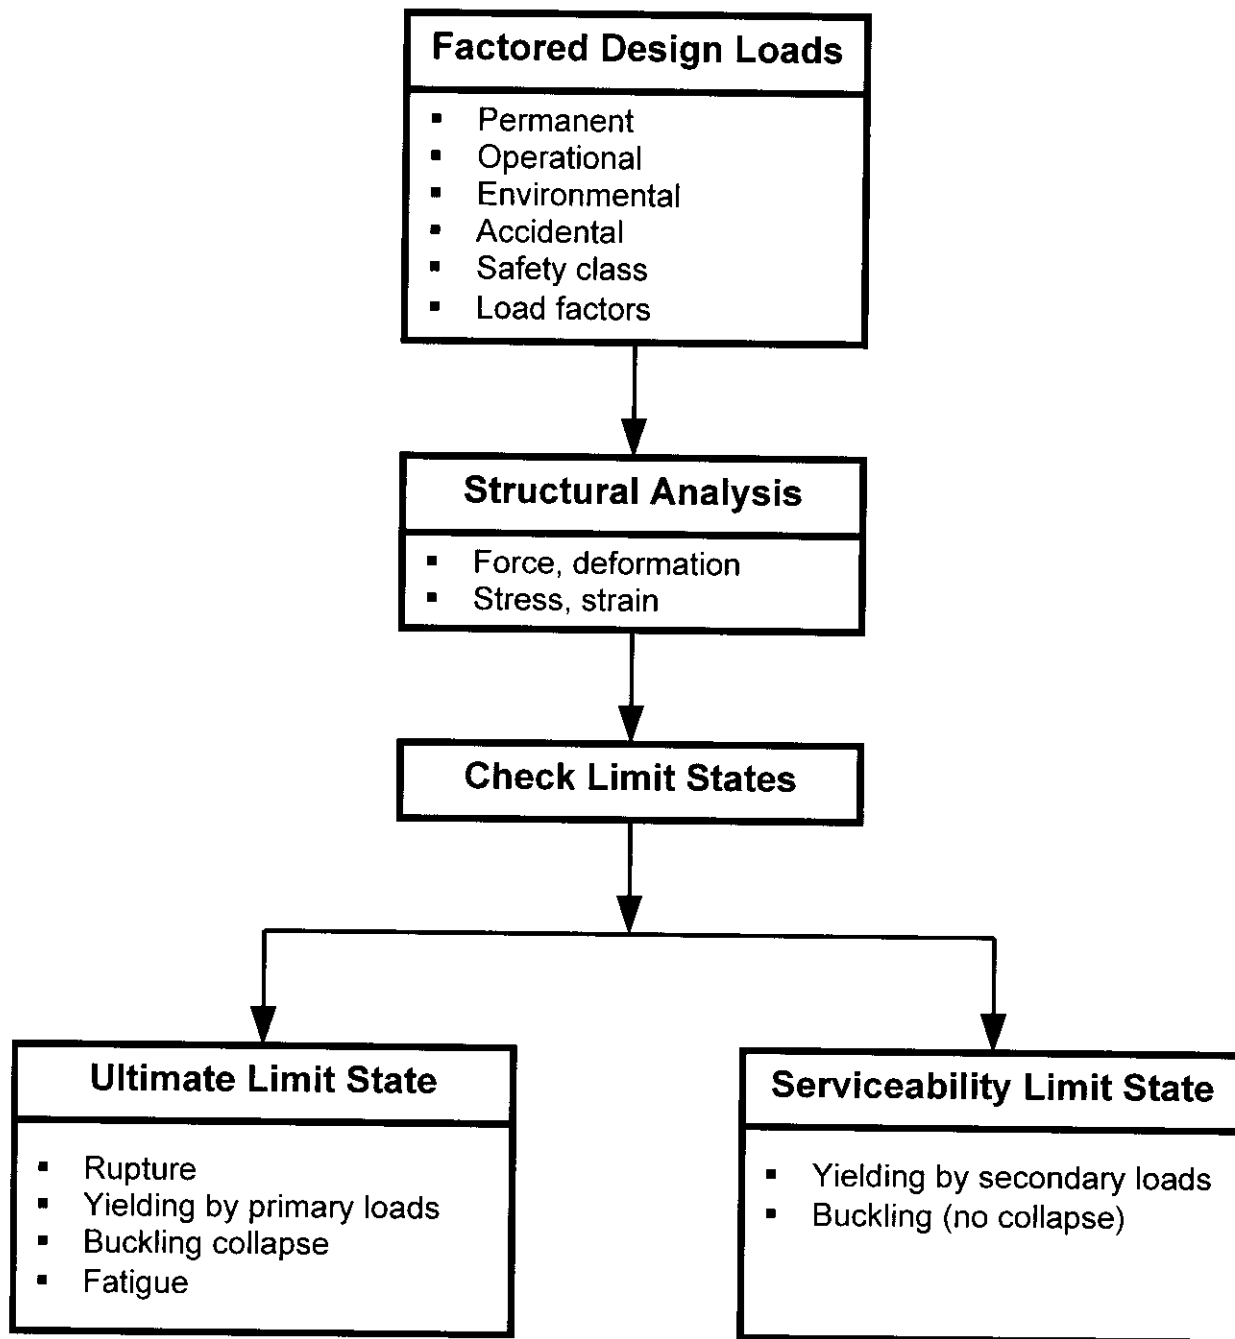 Factored Design Loads
▪ Permanent
▪ Operational
▪ Environmental
▪ Accidental
▪ Safety class
▪ Load factors
Structural Analysis
▪ Force, deformation
▪ Stress, strain
Check Limit States
Ultimate Limit State
▪ Rupture
▪ Yielding by primary loads
▪ Buckling collapse
▪ Fatigue
Serviceability Limit State
▪ Yielding by secondary loads
▪ Buckling (no collapse)